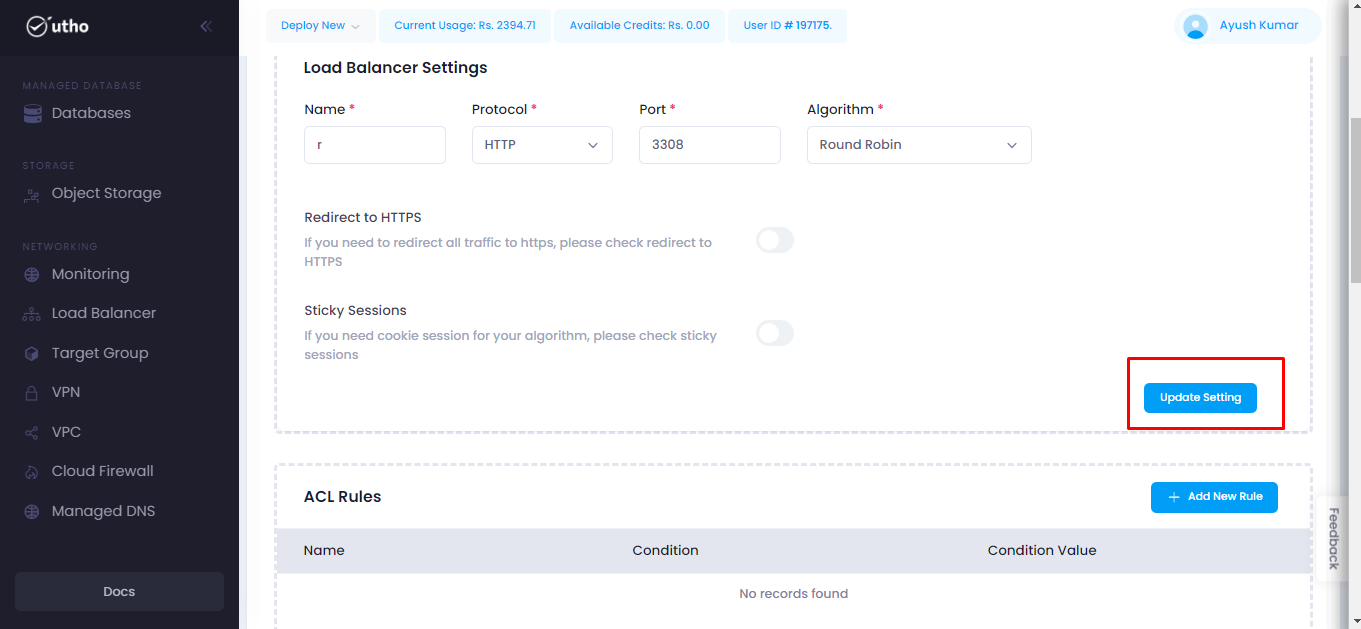 utho
MANAGED DATABASE
Databases
STORAGE
Object Storage
NETWORKING
Monitoring
Load Balancer
Target Group
VPN
VPC
Cloud Firewall
Managed DNS
Docs
Deploy New
Current Usage: Rs. 2394.71
Available Credits: Rs. 0.00
User ID # 197175.
Ayush Kumar
Load Balancer Settings
Name * Protocol * Port * Algorithm *
r HTTP 3308 Round Robin
Redirect to HTTPS
If you need to redirect all traffic to https, please check redirect to
HTTPS
Sticky Sessions
If you need cookie session for your algorithm, please check sticky
sessions
Update Setting
ACL Rules
+ Add New Rule
Name Condition Condition Value
No records found
Feedback